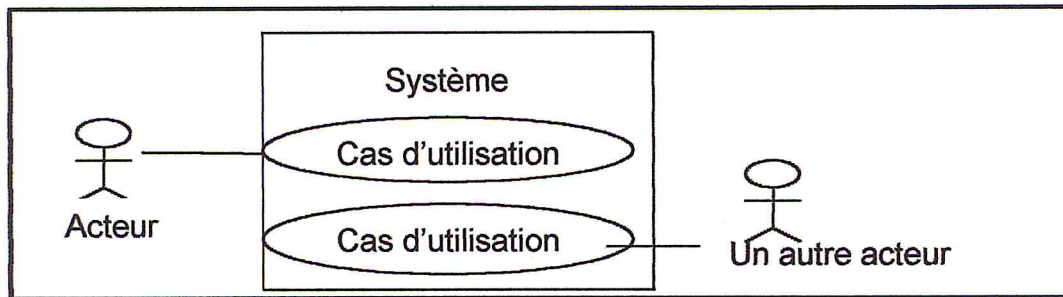 Système
Cas d'utilisation
Acteur
Cas d'utilisation
Un autre acteur